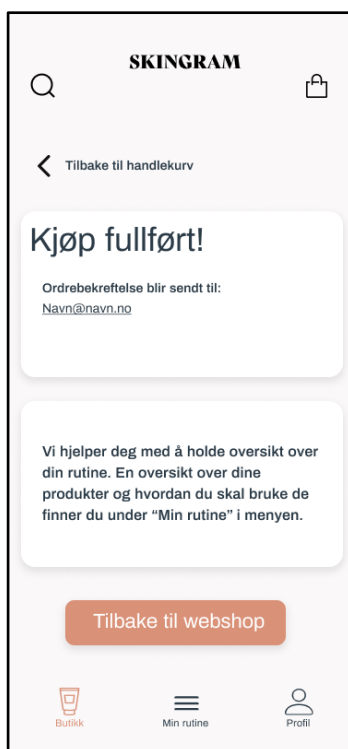 SKINGRAM
Tilbake til handlekurv
Kjøp fullført!
Ordrebekreftelse blir sendt til:
Navn@navn.no
Vi hjelper deg med å holde oversikt over
din rutine. En oversikt over dine
produkter og hvordan du skal bruke de
finner du under “Min rutine” i menyen.
Tilbake til webshop
Butikk
Min rutine
Profil